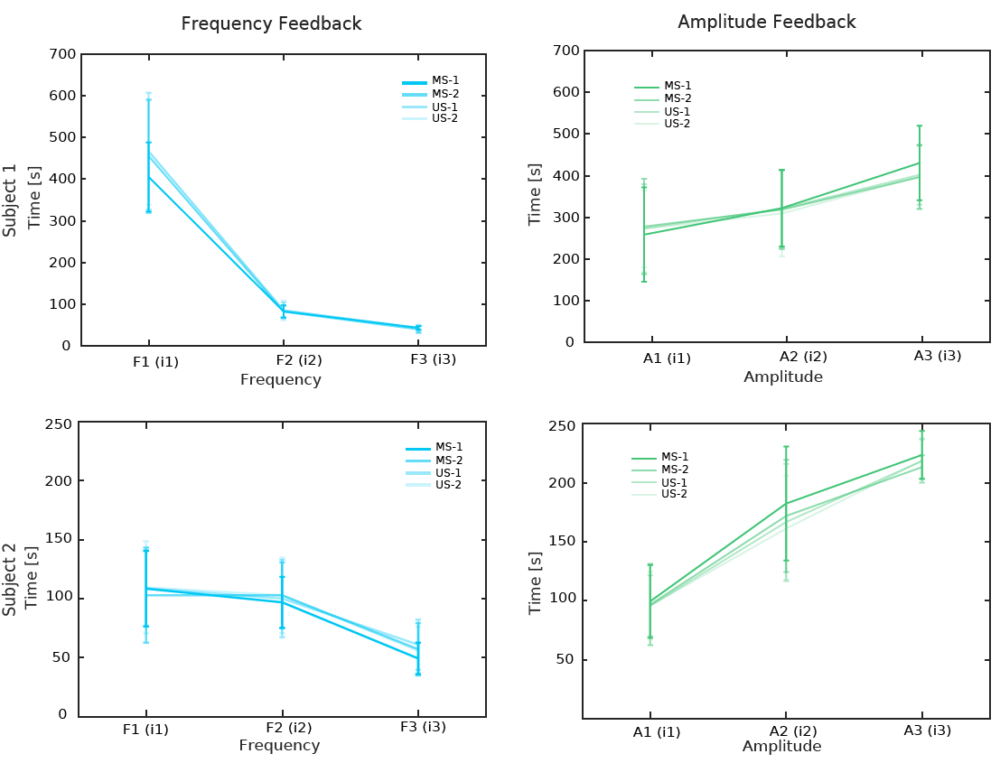 Frequency Feedback
Amplitude Feedback
Subject 1
Time [s]
700
600
500
400
300
200
100
0
MS-1
MS-2
US-1
US-2
F1 (i1)
F2 (i2)
F3 (i3)
Frequency
Time [s]
700
600
500
400
300
200
100
0
MS-1
MS-2
US-1
US-2
A1 (i1)
A2 (i2)
A3 (i3)
Amplitude
Subject 2
Time [s]
250
200
150
100
50
0
MS-1
MS-2
US-1
US-2
F1 (i1)
F2 (i2)
F3 (i3)
Frequency
Time [s]
250
200
150
100
50
MS-1
MS-2
US-1
US-2
A1 (i1)
A2 (i2)
A3 (i3)
Amplitude